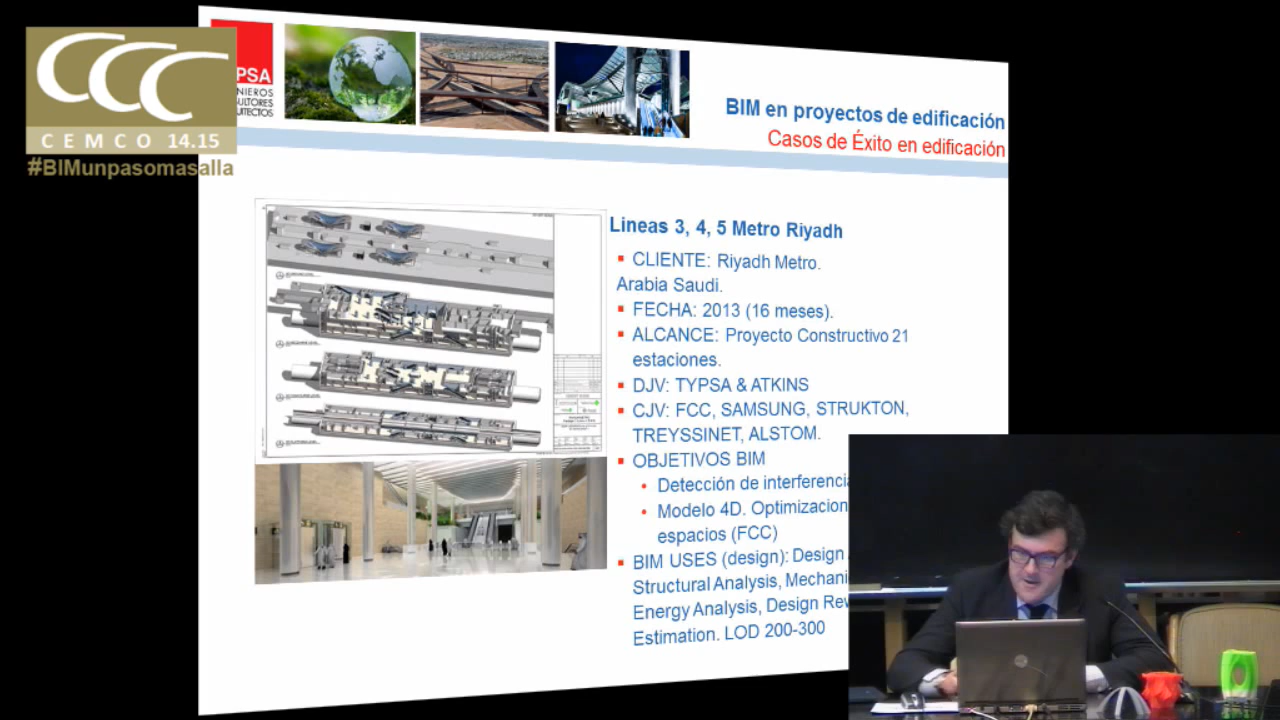 CCC
CEMCO 14.15
#BIMunpasomasalla
PSA
NIEROS
ULTORES
ITECTOS
BIM en proyectos de edificación
Casos de Éxito en edificación
Lineas 3, 4, 5 Metro Riyadh
CLIENTE: Riyadh Metro.
Arabia Saudi.
FECHA: 2013 (16 meses).
ALCANCE: Proyecto Constructivo 21
estaciones.
DJV: TYPSA & ATKINS
CJV: FCC, SAMSUNG, STRUKTON,
TREYSSINET, ALSTOM.
OBJETIVOS BIM
Detección de interferencia
Modelo 4D. Optimizacion
espacios (FCC)
BIM USES (design): Design
Structural Analysis, Mechani
Energy Analysis, Design Rev
Estimation. LOD 200-300